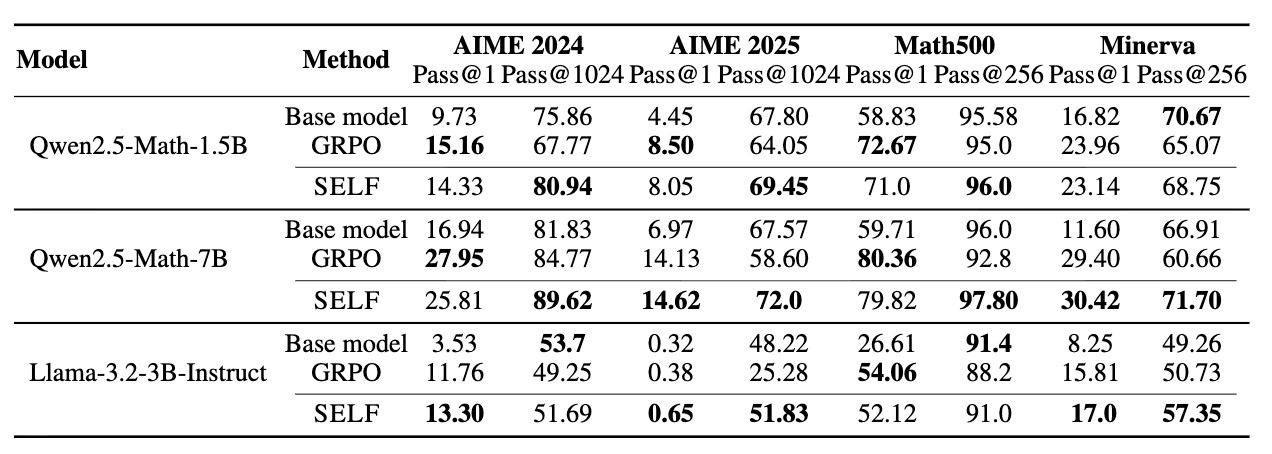 Model Method AIME 2024 AIME 2025 Math500 Minerva
Pass@1 Pass@1024 Pass@1 Pass@1024 Pass@1 Pass@256 Pass@1 Pass@256
Base model 9.73 75.86 4.45 67.80 58.83 95.58 16.82 70.67
Qwen2.5-Math-1.5B GRPO 15.16 67.77 8.50 64.05 72.67 95.0 23.96 65.07
SELF 14.33 80.94 8.05 69.45 71.0 96.0 23.14 68.75
Base model 16.94 81.83 6.97 67.57 59.71 96.0 11.60 66.91
Qwen2.5-Math-7B GRPO 27.95 84.77 14.13 58.60 80.36 92.8 29.40 60.66
SELF 25.81 89.62 14.62 72.0 79.82 97.80 30.42 71.70
Base model 3.53 53.7 0.32 48.22 26.61 91.4 8.25 49.26
Llama-3.2-3B-Instruct GRPO 11.76 49.25 0.38 25.28 54.06 88.2 15.81 50.73
SELF 13.30 51.69 0.65 51.83 52.12 91.0 17.0 57.35